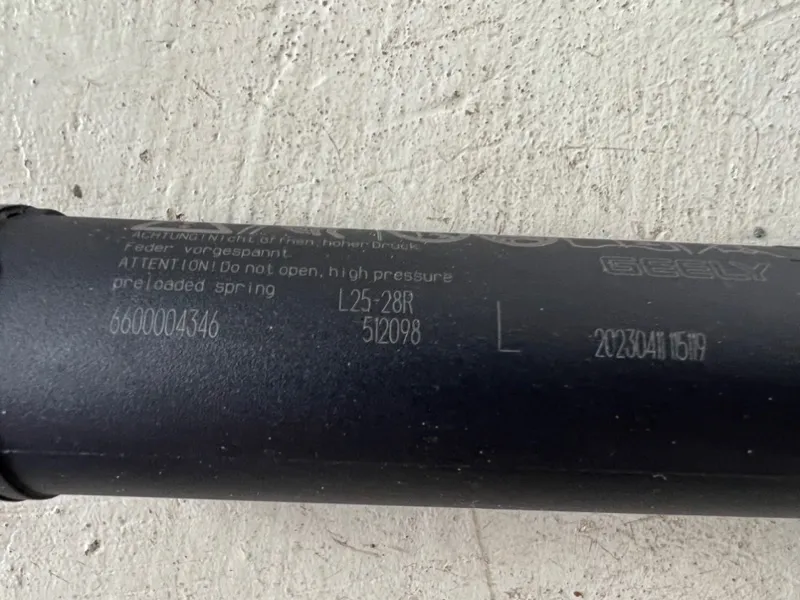 ACHTUNG!Nicht öffnen, hoher Druck
Feder vorgespannt.
GEELY
ATTENTION!Do not open, high pressure
preloaded spring
L25-28R
6600004346
512098
L
20230411 115119